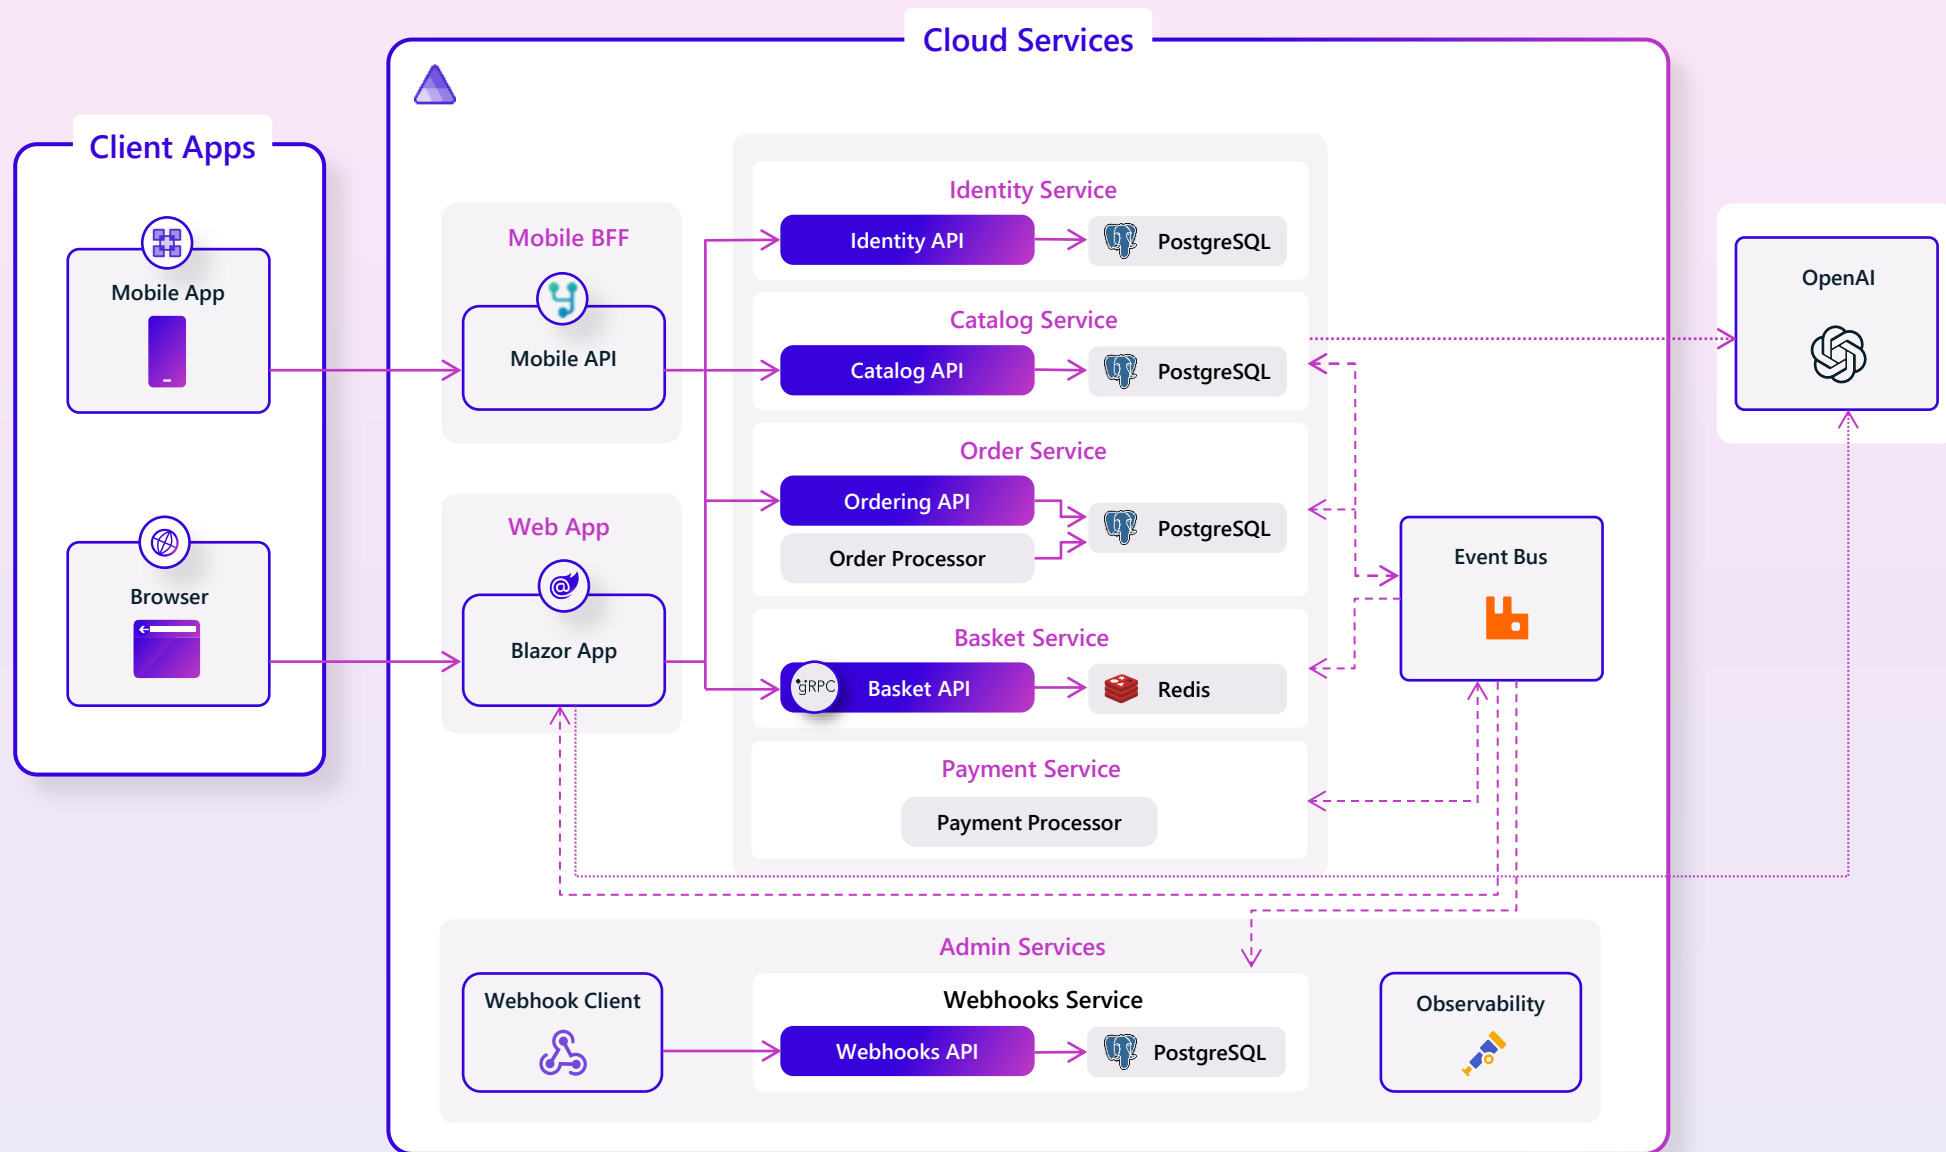 Cloud Services
Client Apps
Mobile App
Browser
Mobile BFF
Mobile API
Web App
@
Blazor App
Identity Service
Identity API
PostgreSQL
Catalog Service
Catalog API
PostgreSQL
Order Service
Ordering API
PostgreSQL
Order Processor
Basket Service
gRPC
Basket API
Redis
Payment Service
Payment Processor
Event Bus
OpenAI
Admin Services
Webhook Client
Webhooks Service
Webhooks API
PostgreSQL
Observability